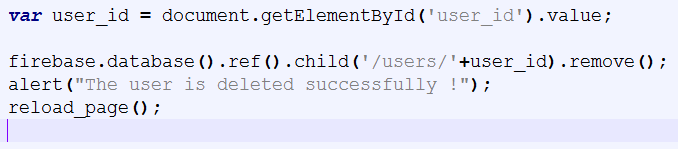 var user_id = document.getElementById('user_id').value;
firebase.database().ref().child('/users/'+user_id).remove();
alert("The user is deleted successfully !");
reload_page();